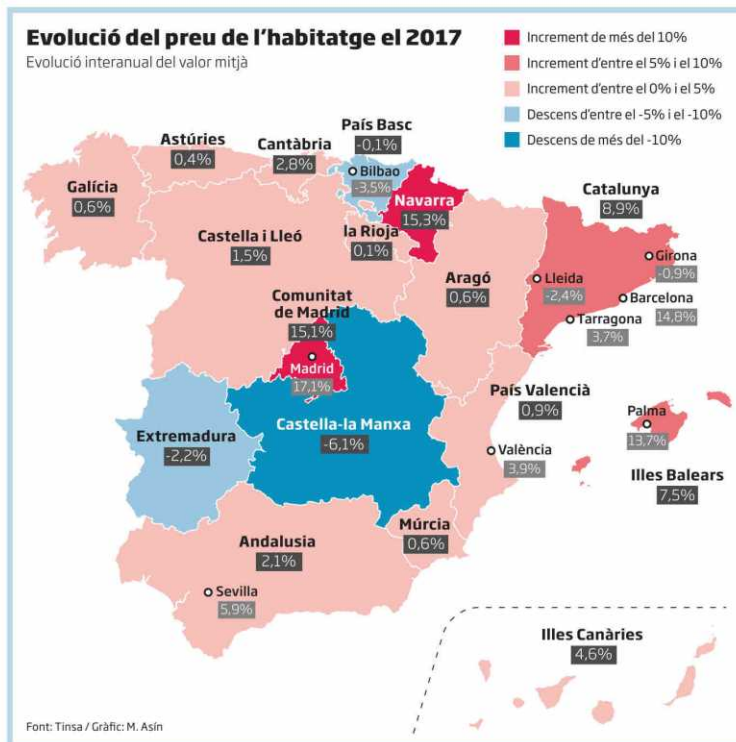 Evolució del preu de l'habitatge el 2017
Evolució interanual del valor mitjà
Increment de més del 10%
Increment d'entre el 5% i el 10%
Increment d'entre el 0% i el 5%
Descens d'entre el -5% i el -10%
Descens de més del -10%
País Basc
-0,1%
Bilbao
-3,5%
Astúries
0,4%
Cantàbria
2,8%
Galícia
0,6%
Navarra
15,3%
Catalunya
8,9%
Castella i Lleó
1,5%
la Rioja
0,1%
Girona
-0,9%
Aragó
0,6%
Lleida
-2,4%
Barcelona
14,8%
Tarragona
3,7%
Comunitat
de Madrid
15,1%
Madrid
17,1%
País Valencià
0,9%
Palma
13,7%
Castella-la Manxa
-6,1%
Extremadura
-2,2%
València
3,9%
Illes Balears
7,5%
Múrcia
0,6%
Andalusia
2,1%
Sevilla
5,9%
Illes Canàries
4,6%
Font: Tinsa / Gràfic: M. Asín